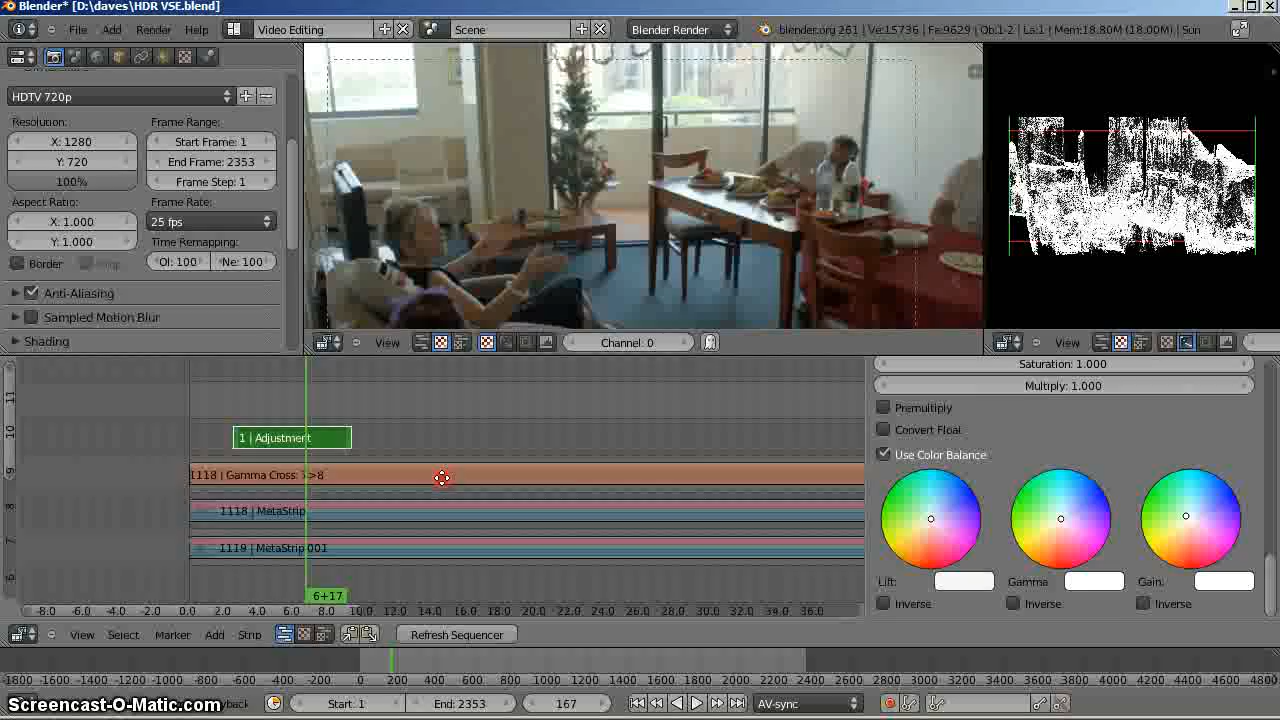 Blender* [D:\daves\HDR VSE.blend]
File Add Render Help Video Editing Scene Blender Render blender.org 261 | Ve:15736 | Fa:9629 | Ob:1-2 | La:1 | Mem:18.80M (18.00M) | Sun
HDTV 720p
Resolution: Frame Range:
X: 1280 Start Frame: 1
Y: 720 End Frame: 2353
100% Frame Step: 1
Aspect Ratio: Frame Rate:
X: 1.000 25 fps
Y: 1.000 Time Remapping:
Border Ol: 100 Ne: 100
Anti-Aliasing
Sampled Motion Blur
Shading
View Channel: 0
View
11
10
9
8
7
6
1 | Adjustment
1118 | Gamma Cross: >8
1118 | MetaStrip
1119 | MetaStrip.001
6+17
-8.0 -6.0 -4.0 -2.0 0.0 2.0 4.0 6.0 8.0 10.0 12.0 14.0 16.0 18.0 20.0 22.0 24.0 26.0 28.0 30.0 32.0 34.0 36.0
Saturation: 1.000
Multiply: 1.000
Premultiply
Convert Float
Use Color Balance
Lift: Gamma Gain:
Inverse Inverse Inverse
View Select Marker Add Strip Refresh Sequencer
-1800 -1600 -1400 -1200 -1000 -800 -600 -400 -200 0 200 400 600 800 1000 1200 1400 1600 1800 2000 2200 2400 2600 2800 3000 3200 3400 3600 3800 4000 4200 4400 4600 4800
Start: 1 End: 2353 167 AV-sync
Screencast-O-Matic.com